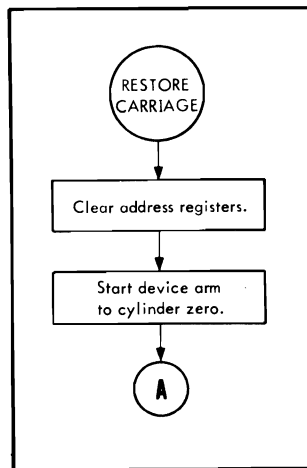 RESTORE
CARRIAGE
Clear address registers.
Start device arm
to cylinder zero.
A